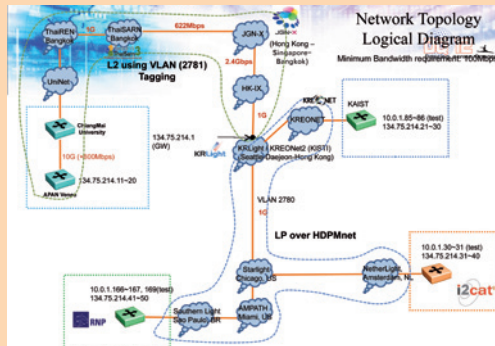 Network Topology
Logical Diagram
Minimum Bandwidth requirement: 100Mbps
ThaiREN
Bangkok
1G
ThaiSARN
Bangkok
622Mbps
JGN-X
JGN-X
(Hong Kong –
Singapore-
Bangkok)
UniNet
L2 using VLAN (2781)
Tagging
2.4Gbps
HK-IX
1G
KREONET
KREONET
KAIST
10.0.1.85~86 (test)
134.75.214.21~30
ChiangMai
University
134.75.214.1
(GW)
KRLight
KRLight / KREONet2 (KISTI)
(Seattle-Daejeon-Hong Kong)
10G (~500Mbps)
APAN Venue
134.75.214.11~20
VLAN 2780
1G
LP over HDPMnet
10.0.1.30~31 (test)
134.75.214.31~40
Starlight
Chicago, US
NetherLight,
Amsterdam, NL
i2cat
10.0.1.166~167, 169(test)
134.75.214.41~50
RNP
Southern Light
Sao Paulo, BR
AMPATH
Miami, US